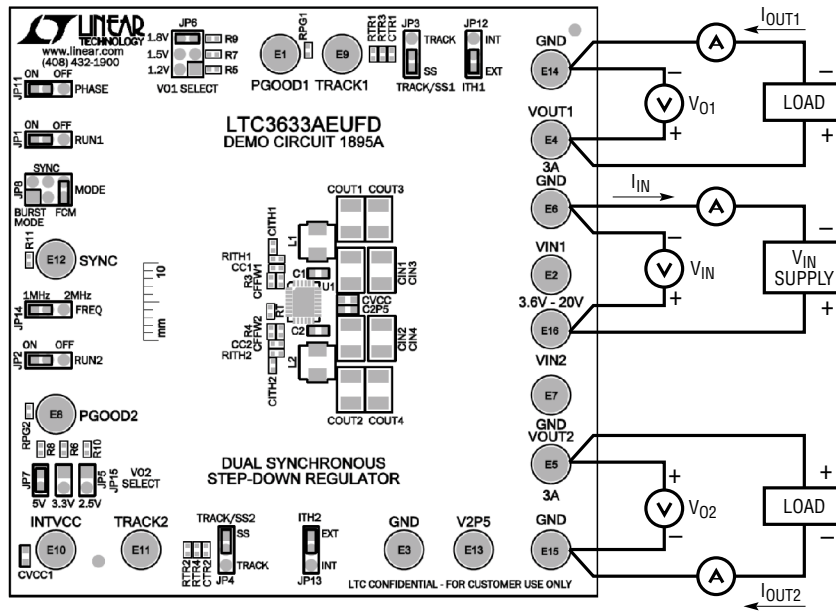 LINEAR
TECHNOLOGY
www.linear.com
(408) 432-1900
JP6
1.8V
R9
1.5V
R7
1.2V
R5
VO1 SELECT
E1
PGOOD1
RPG1
E9
TRACK1
RTR1
RTR3
CTR1
JP3
TRACK
SS
TRACK/SS1
JP12
INT
EXT
ITH1
GND
E14
VOUT1
E4
3A
GND
E6
VIN1
E2
3.6V - 20V
E16
VIN2
E7
GND
VOUT2
E5
3A
GND
E15
ON OFF
JP11
PHASE
ON OFF
JP1
RUN1
SYNC
JP8
MODE
BURST MODE
FCM
R11
E12
SYNC
1MHz 2MHz
JP14
FREQ
ON OFF
JP2
RUN2
10
mm
LTC3633AEUFD
DEMO CIRCUIT 1895A
COUT1 COUT3
CITH1
L1
RITH1
CC1
R3
CFFW1
C1
U1
CIN1
CIN3
R1
CVCC
C2P5
R4
CFFW2
CC2
RITH2
C2
CIN2
CIN4
L2
CITH2
COUT2 COUT4
RPG2
E8
PGOOD2
R8
R6
R10
JP7
JP5
JP15
VO2
SELECT
5V 3.3V 2.5V
DUAL SYNCHRONOUS
STEP-DOWN REGULATOR
INTVCC
E10
CVCC1
TRACK2
E11
RTR2
RTR4
CTR2
TRACK/SS2
SS
TRACK
JP4
ITH2
EXT
INT
JP13
GND
E3
V2P5
E13
LTC CONFIDENTIAL - FOR CUSTOMER USE ONLY
A
IOUT1
−
V
VO1
+
−
LOAD
+
IIN
A
−
V
VIN
+
−
VIN
SUPPLY
+
+
V
VO2
−
+
LOAD
−
A
IOUT2